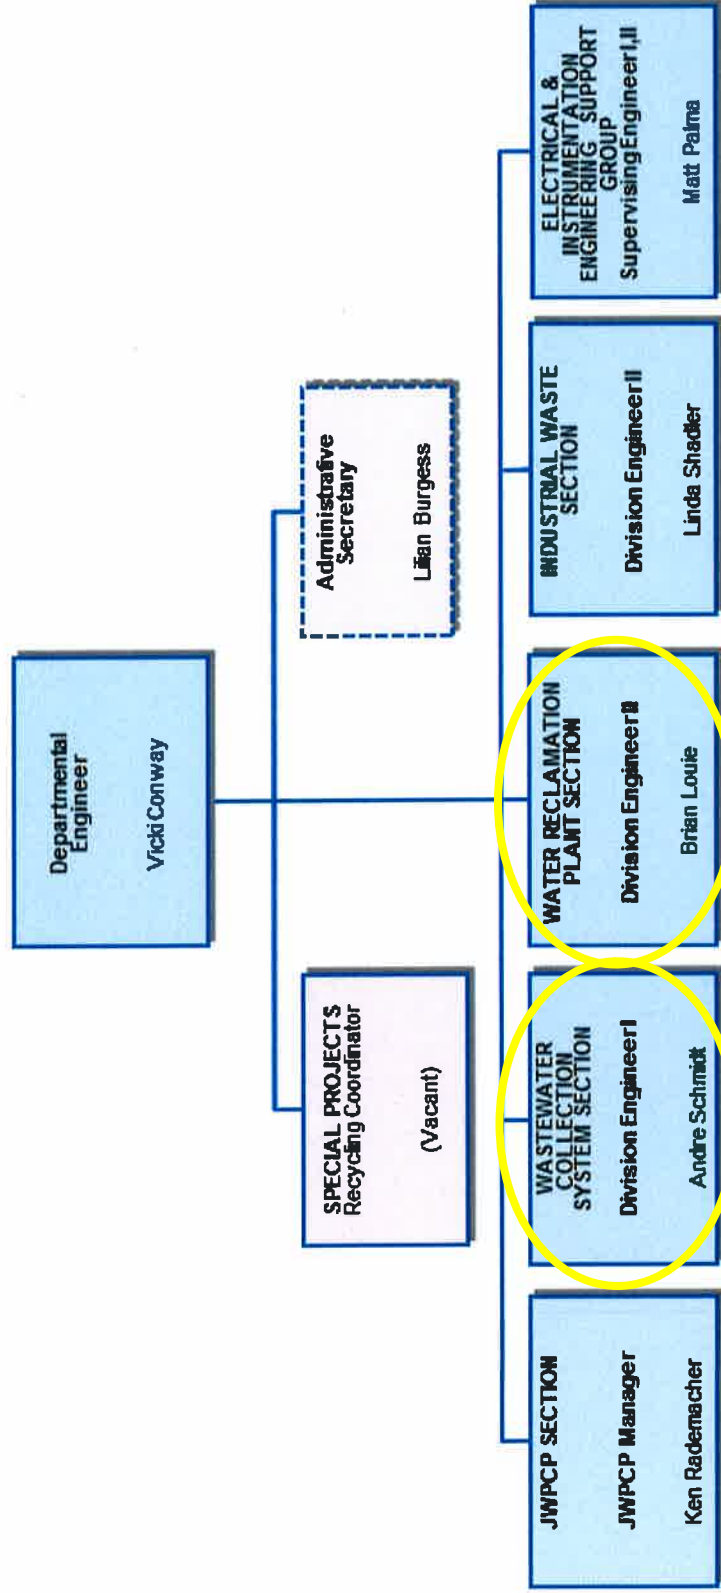 Departmental
Engineer
Vicki Conway
SPECIAL PROJECTS
Recycling Coordinator
(Vacant)
Administrative
Secretary
Lilian Burgess
JWPCP SECTION
JWPCP Manager
Ken Rademacher
WASTEWATER
COLLECTION
SYSTEM SECTION
Division Engineer I
Andre Schmidt
WATER RECLAMATION
PLANT SECTION
Division Engineer
Brian Louie
INDUSTRIAL WASTE
SECTION
Division Engineer II
Linda Shadler
ELECTRICAL &
INSTRUMENTATION
ENGINEERING SUPPORT
GROUP
Supervising Engineer I,II
Matt Palma